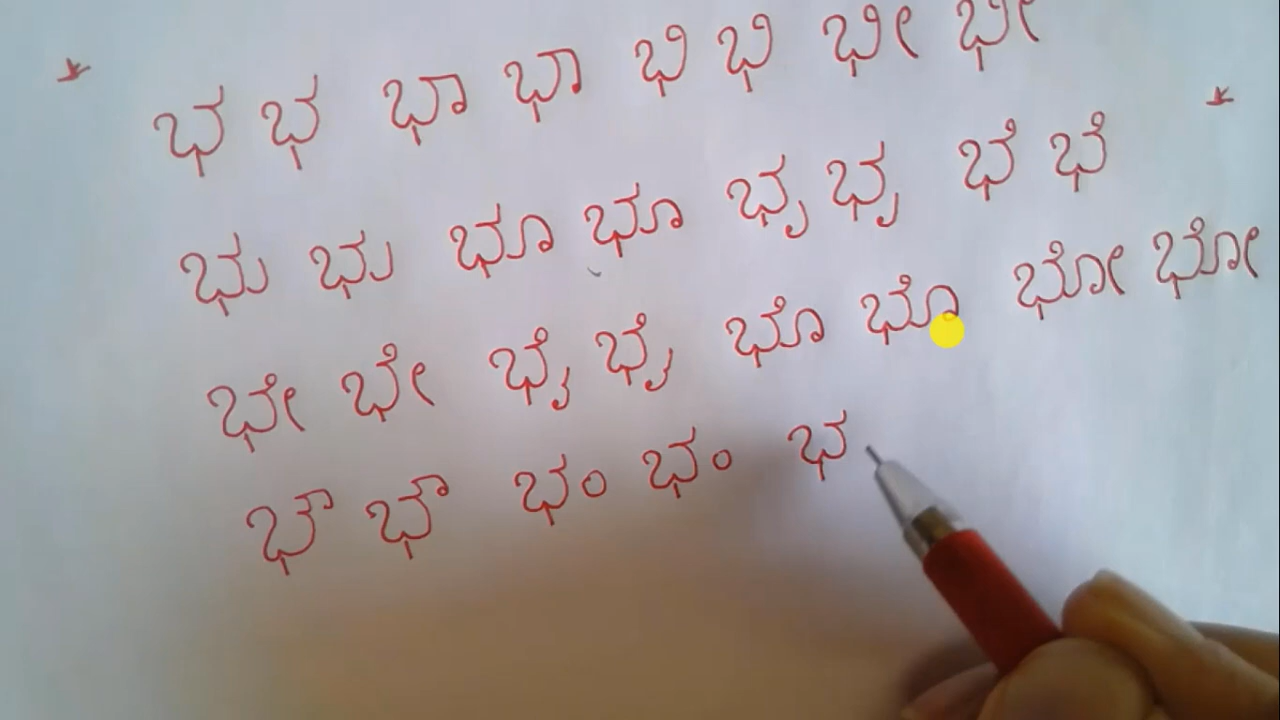 ಭ ಭ ಭಾ ಭಾ ಭಿ ಭಿ ಭೀ ಭೀ
ಭು ಭು ಭೂ ಭೂ ಭೃ ಭೃ ಭೆ ಭೆ
ಭೇ ಭೇ ಭೈ ಭೈ ಭೊ ಭೊ ಭೋ ಭೋ
ಭೌ ಭೌ ಭಂ ಭಂ ಭ